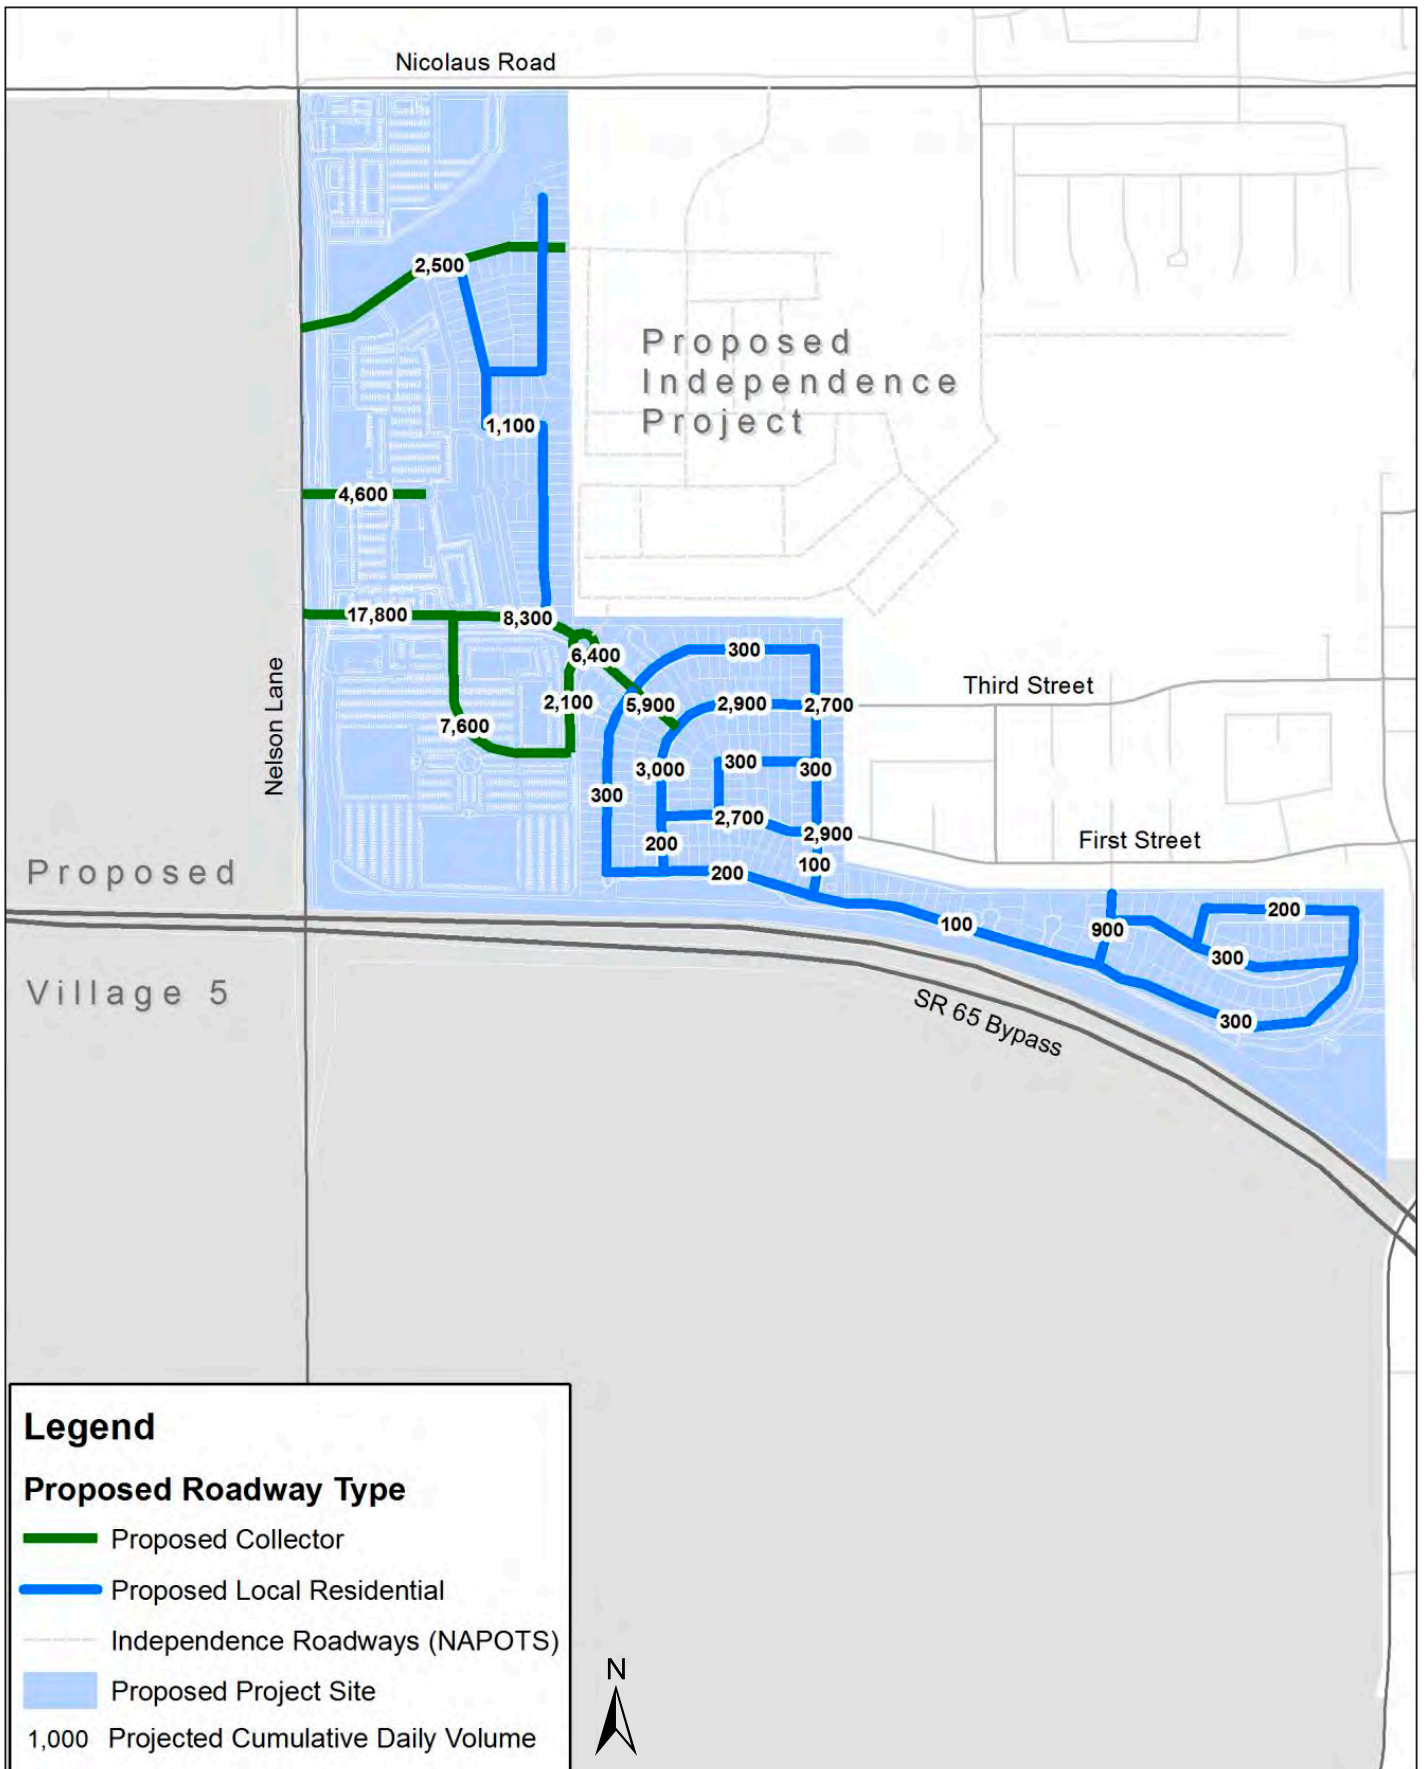 Nicolaus Road
2,500
Proposed
Independence
Project
1,100
4,600
17,800
8,300
6,400
300
Nelson Lane
2,100
5,900
2,900
2,700
Third Street
7,600
3,000
300
300
300
2,700
2,900
First Street
200
100
200
Proposed
Village 5
100
900
200
300
300
SR 65 Bypass
Legend
Proposed Roadway Type
Proposed Collector
Proposed Local Residential
Independence Roadways (NAPOTS)
Proposed Project Site
1,000 Projected Cumulative Daily Volume
N